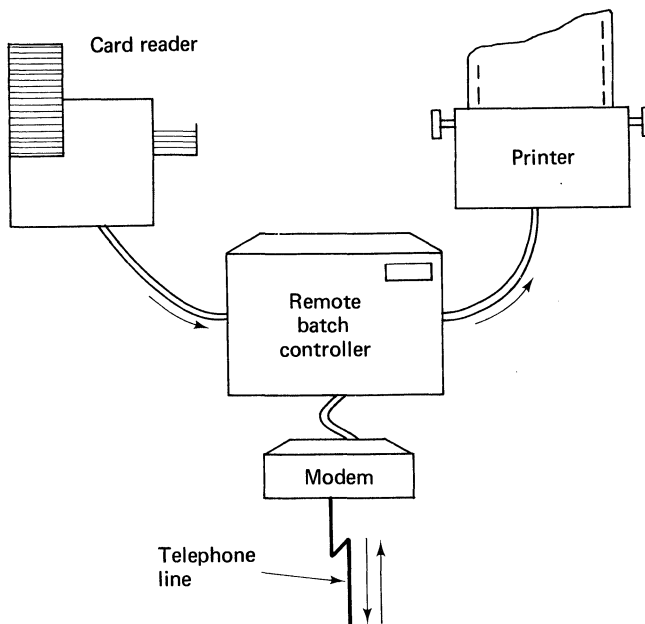 Card reader
Printer
Remote
batch
controller
Modem
Telephone
line